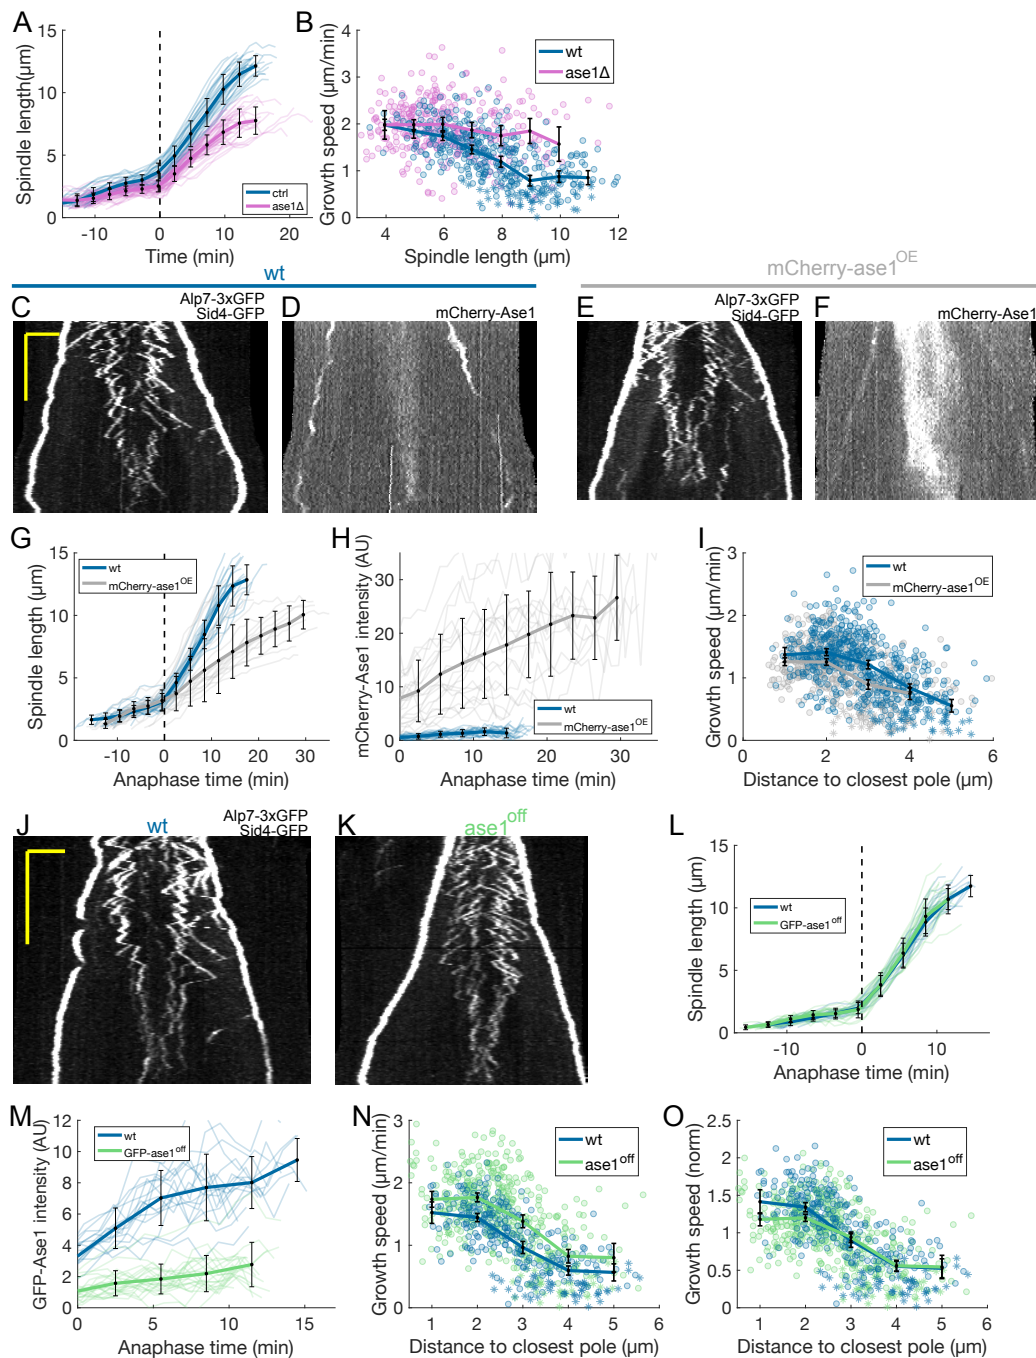 A
Spindle length(µm)
15
10
5
0
-10
0
10
20
Time (min)
ctrl
ase1Δ
B
Growth speed (µm/min)
4
3
2
1
0
4
6
8
10
12
Spindle length (µm)
wt
ase1Δ
wt
mCherry-ase1OE
C
Alp7-3xGFP
Sid4-GFP
D
mCherry-Ase1
E
Alp7-3xGFP
Sid4-GFP
F
mCherry-Ase1
G
Spindle length (µm)
15
10
5
0
-10
0
10
20
30
Anaphase time (min)
wt
mCherry-ase1OE
H
mCherry-Ase1 intensity (AU)
30
20
10
0
0
10
20
30
Anaphase time (min)
wt
mCherry-ase1OE
I
Growth speed (µm/min)
3
2
1
0
0
2
4
6
Distance to closest pole (µm)
wt
mCherry-ase1OE
J
wt
Alp7-3xGFP
Sid4-GFP
K
ase1off
L
Spindle length (µm)
15
10
5
0
-10
0
10
Anaphase time (min)
wt
GFP-ase1off
M
GFP-Ase1 intensity (AU)
12
10
8
6
4
2
0
0
5
10
15
Anaphase time (min)
wt
GFP-ase1off
N
Growth speed (µm/min)
3
2
1
0
1
2
3
4
5
6
Distance to closest pole (µm)
wt
ase1off
O
Growth speed (norm)
2.5
2
1.5
1
0.5
0
1
2
3
4
5
6
Distance to closest pole (µm)
wt
ase1off